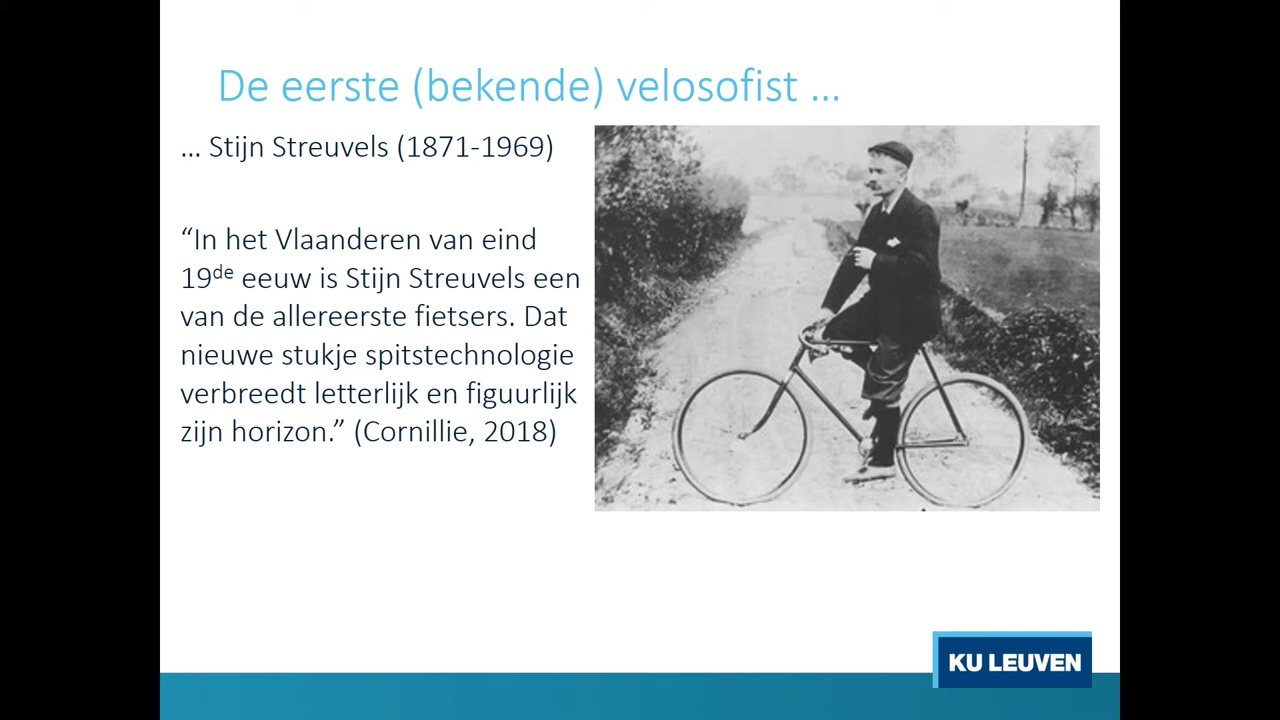 De eerste (bekende) velosofist ...
... Stijn Streuvels (1871-1969)
“In het Vlaanderen van eind
19de eeuw is Stijn Streuvels een
van de allereerste fietsers. Dat
nieuwe stukje spitstechnologie
verbreedt letterlijk en figuurlijk
zijn horizon.” (Cornillie, 2018)
KU LEUVEN